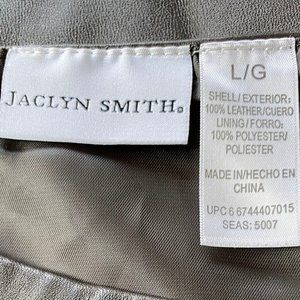 JACLYN SMITH®
L/G
SHELL/EXTERIOR:
100% LEATHER/CUERO
LINING/FORRO:
100% POLYESTER/
POLIESTER
MADE IN/HECHO EN
CHINA
UPC 6 6744407015
SEAS: 5007